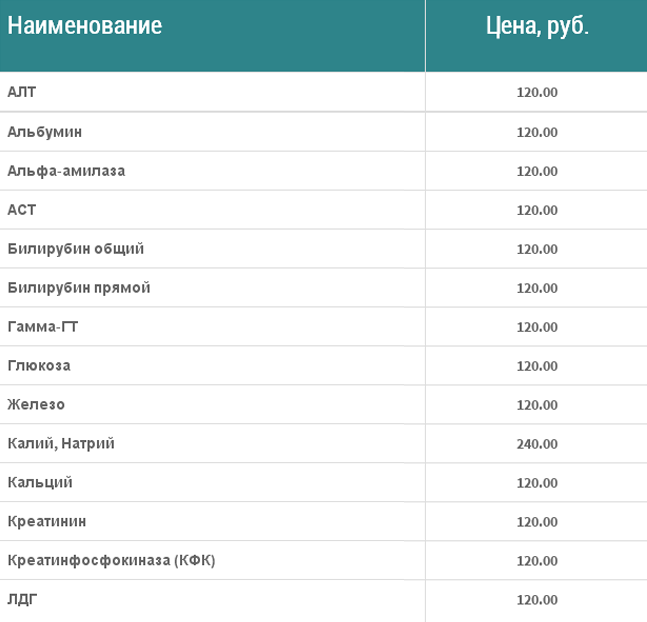 Наименование Цена, руб.
АЛТ 120.00
Альбумин 120.00
Альфа-амилаза 120.00
АСТ 120.00
Билирубин общий 120.00
Билирубин прямой 120.00
Гамма-ГТ 120.00
Глюкоза 120.00
Железо 120.00
Калий, Натрий 240.00
Кальций 120.00
Креатинин 120.00
Креатинфосфокиназа (КФК) 120.00
ЛДГ 120.00